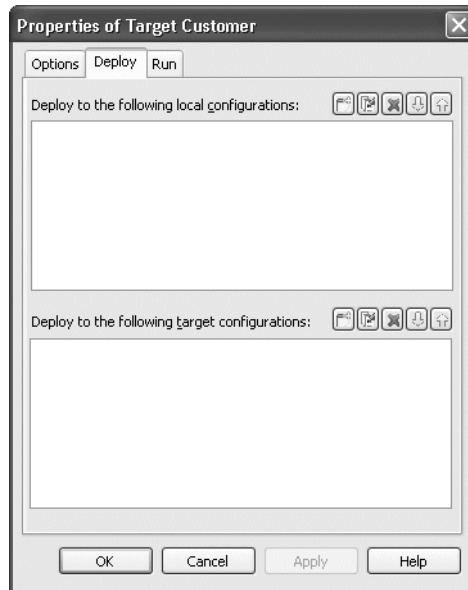 Properties of Target Customer
Options Deploy Run
Deploy to the following local configurations:
Deploy to the following target configurations:
OK Cancel Apply Help